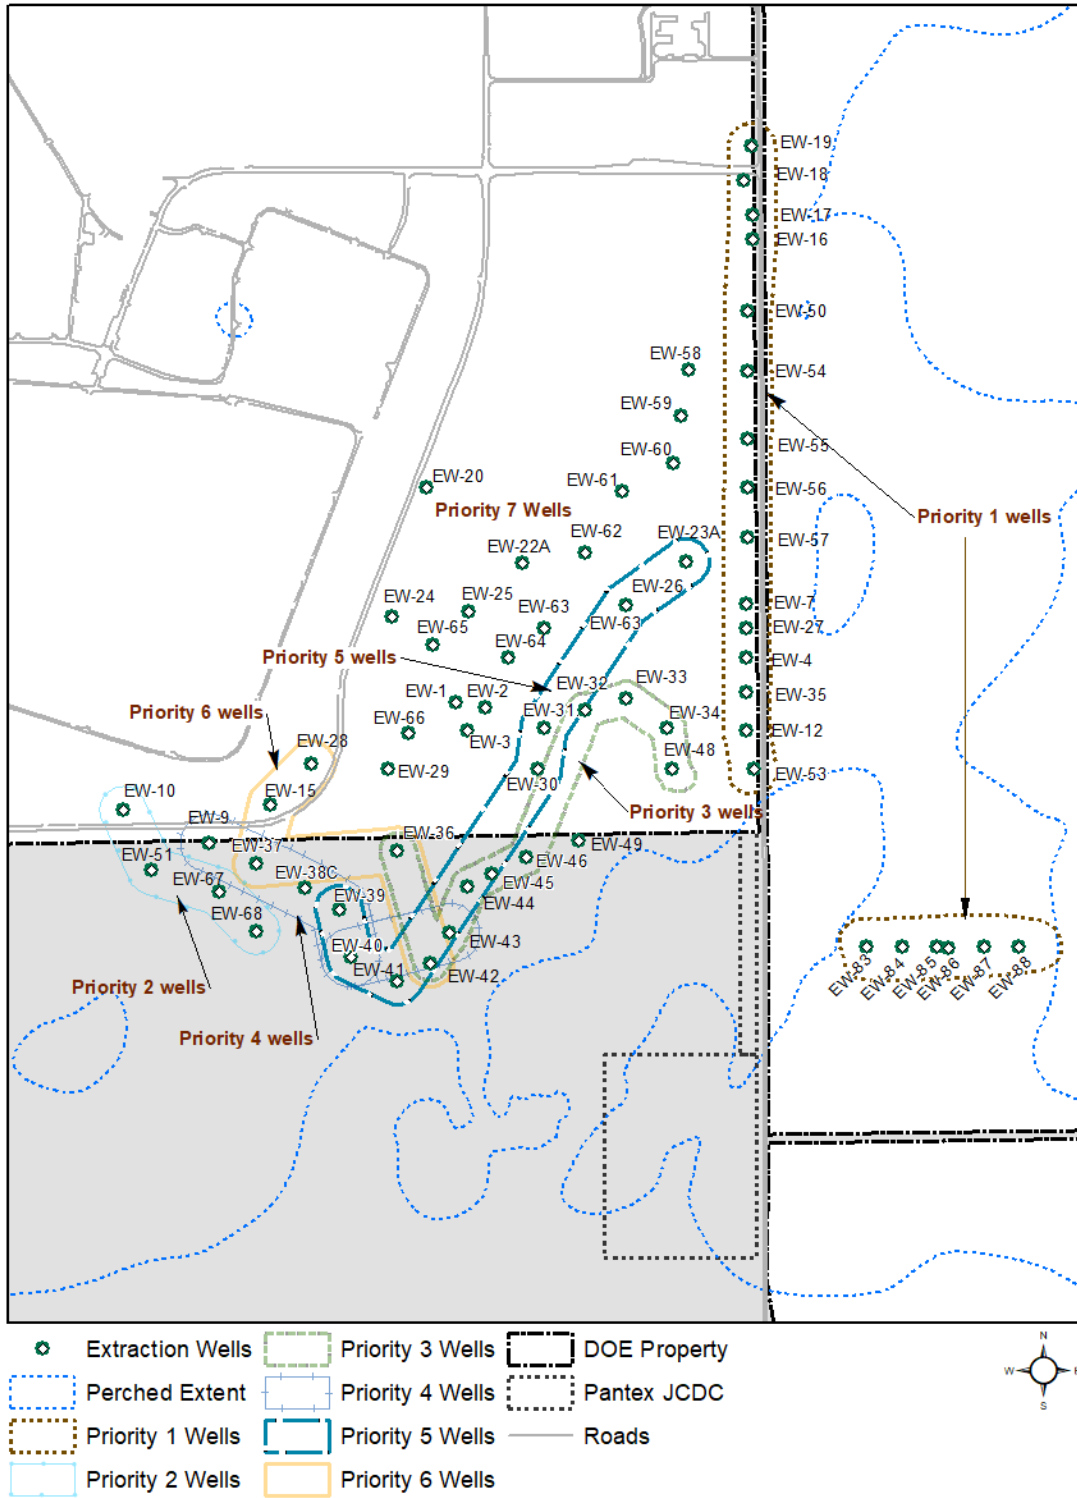 EW-19
EW-18
EW-17
EW-16
EW-50
EW-58
EW-54
EW-59
EW-55
EW-60
EW-20
EW-61
EW-56
Priority 7 Wells
Priority 1 wells
EW-62
EW-23A
EW-57
EW-22A
EW-26
EW-24
EW-25
EW-63
EW-63
EW-7
EW-27
EW-65
EW-64
Priority 5 wells
EW-4
EW-1
EW-2
EW-32
EW-33
EW-35
Priority 6 wells
EW-66
EW-31
EW-34
EW-3
EW-12
EW-28
EW-48
EW-29
EW-30
EW-53
EW-10
EW-15
Priority 3 wells
EW-9
EW-36
EW-49
EW-51
EW-37
EW-46
EW-67
EW-38C
EW-45
EW-39
EW-44
EW-68
EW-40
EW-43
EW-41
EW-42
EW-83
EW-84
EW-85
EW-86
EW-87
EW-88
Priority 2 wells
Priority 4 wells
Extraction Wells
Perched Extent
Priority 1 Wells
Priority 2 Wells
Priority 3 Wells
Priority 4 Wells
Priority 5 Wells
Priority 6 Wells
DOE Property
Pantex JCDC
Roads
N
W
S